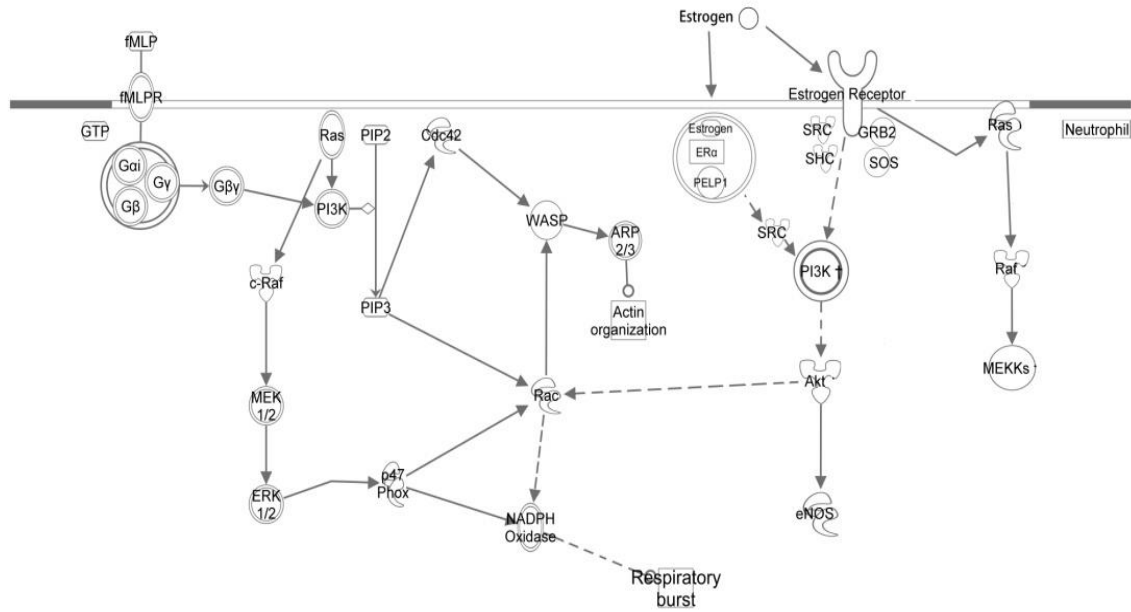 Estrogen
fMLP
fMLPR
Estrogen Receptor
GTP
Ras
PIP2
Cdc42
Estrogen
SRC
GRB2
Ras
Neutrophil
Gαi
Gγ
Gβ
Gβγ
PI3K
ERα
SHC
SOS
PELP1
WASP
ARP
2/3
SRC
PI3K †
c-Raf
PIP3
Actin
organization
Raf
MEKKs
Akt
Rac
MEK
1/2
ERK
1/2
p47
Phox
NADPH
Oxidase
eNOS
Respiratory
burst